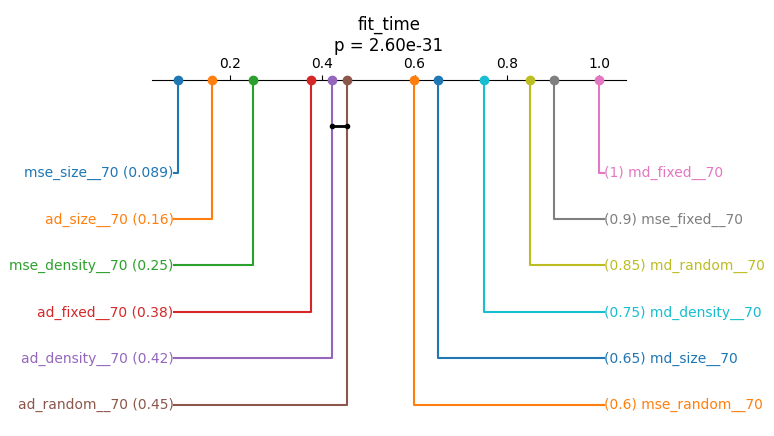 fit_time
p = 2.60e-31
0.2 0.4 0.6 0.8 1.0
mse_size__70 (0.089) (1) md_fixed__70
ad_size__70 (0.16) (0.9) mse_fixed__70
mse_density__70 (0.25) (0.85) md_random__70
ad_fixed__70 (0.38) (0.75) md_density__70
ad_density__70 (0.42) (0.65) md_size__70
ad_random__70 (0.45) (0.6) mse_random__70